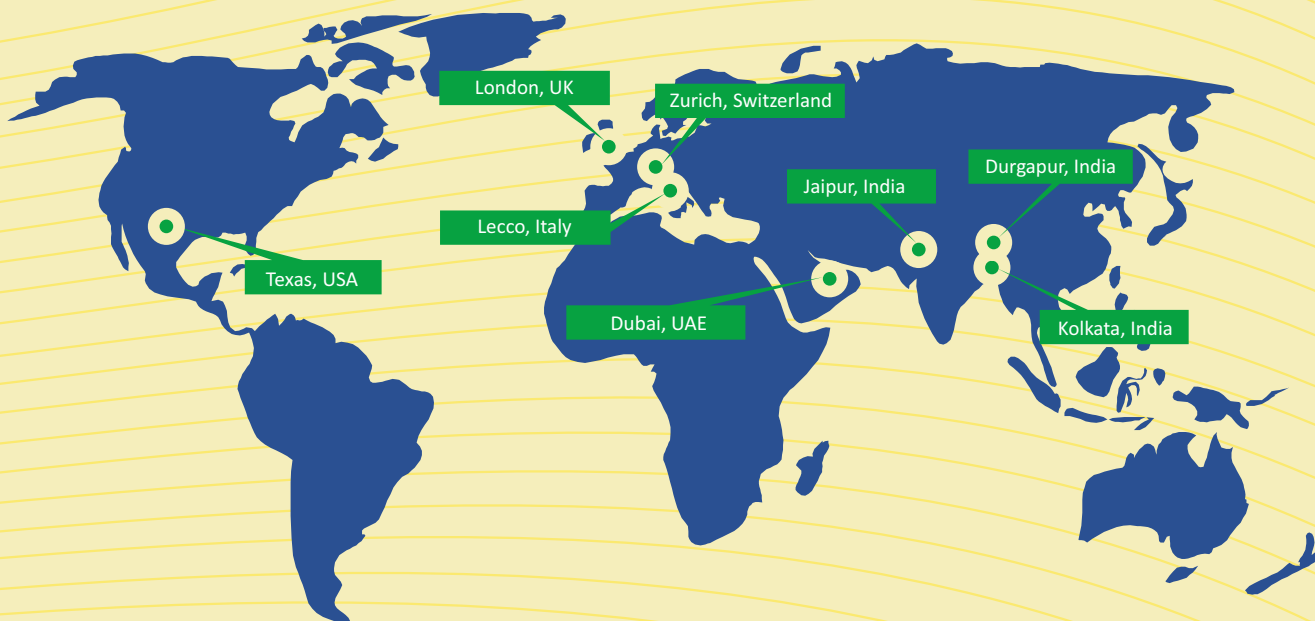 London, UK
Zurich, Switzerland
Durgapur, India
Jaipur, India
Lecco, Italy
Texas, USA
Dubai, UAE
Kolkata, India